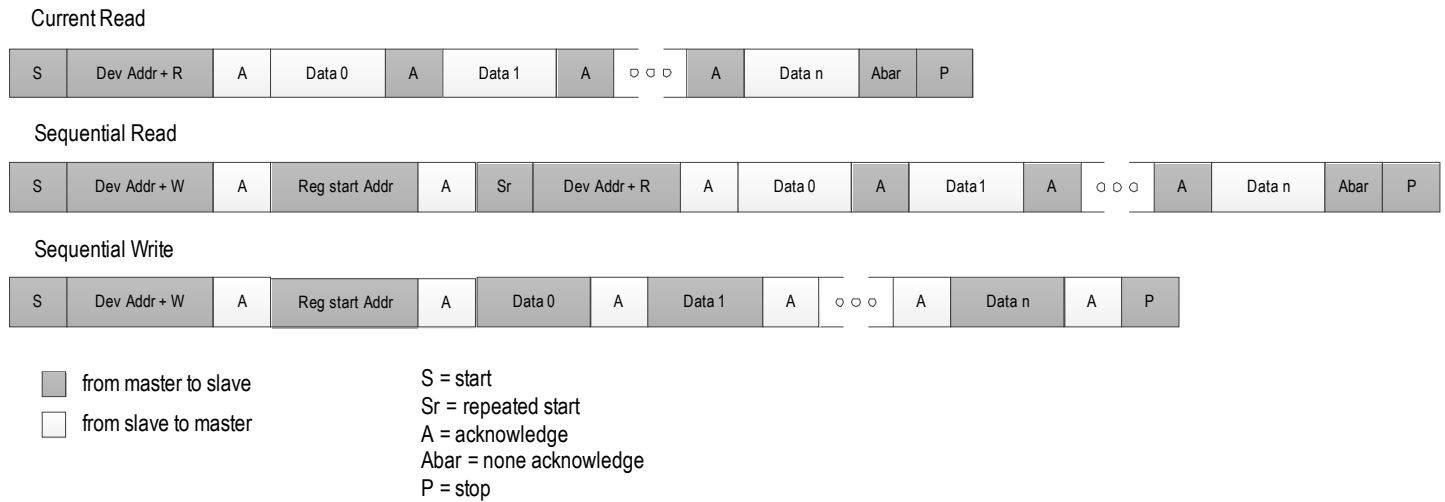 Current Read
S Dev Addr + R A Data 0 A Data 1 A A Data n Abar P
Sequential Read
S Dev Addr + W A Reg start Addr A Sr Dev Addr + R A Data 0 A Data1 A A Data n Abar P
Sequential Write
S Dev Addr + W A Reg start Addr A Data 0 A Data 1 A A Data n A P
from master to slave
from slave to master
S = start
Sr = repeated start
A = acknowledge
Abar = none acknowledge
P = stop